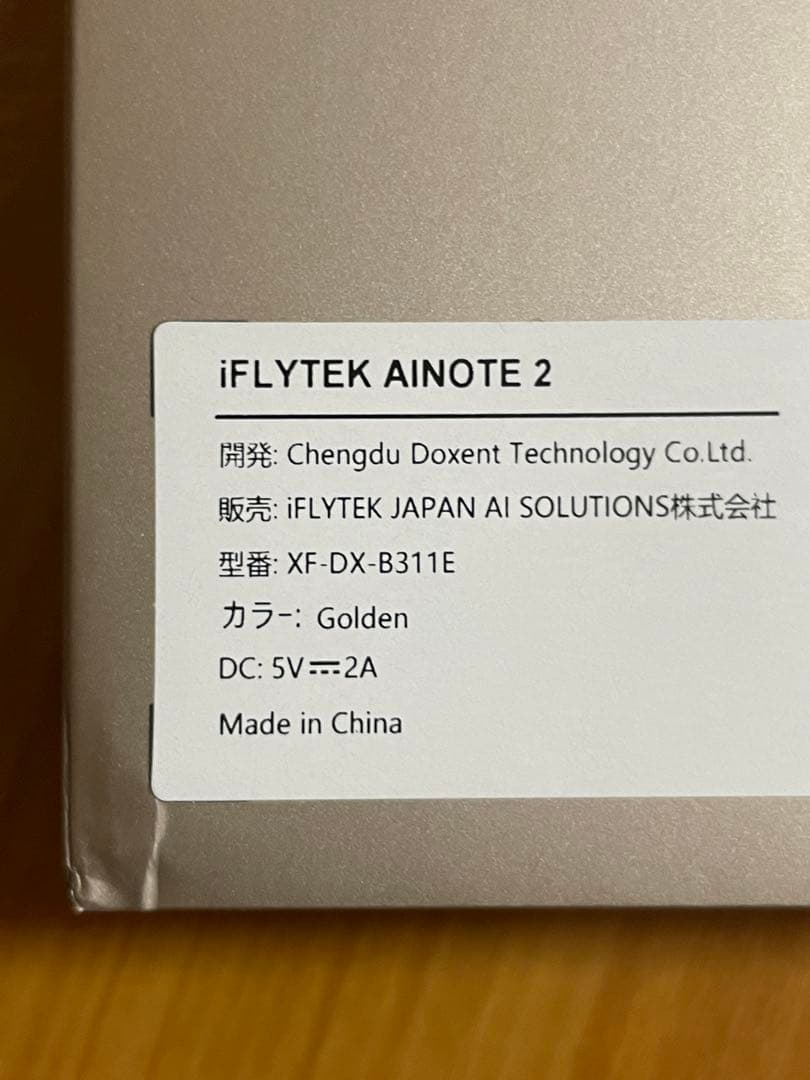 iFLYTEK AINOTE 2
開発: Chengdu Doxent Technology Co.Ltd.
販売: iFLYTEK JAPAN AI SOLUTIONS株式会社
型番: XF-DX-B311E
カラー: Golden
DC: 5V⎓2A
Made in China